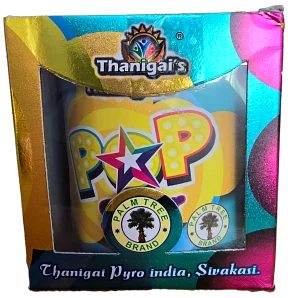 Thanigai's ®
POP
PALM TREE
BRAND
PALM TREE
BRAND
Thanigai Pyro india, Sivakasi.